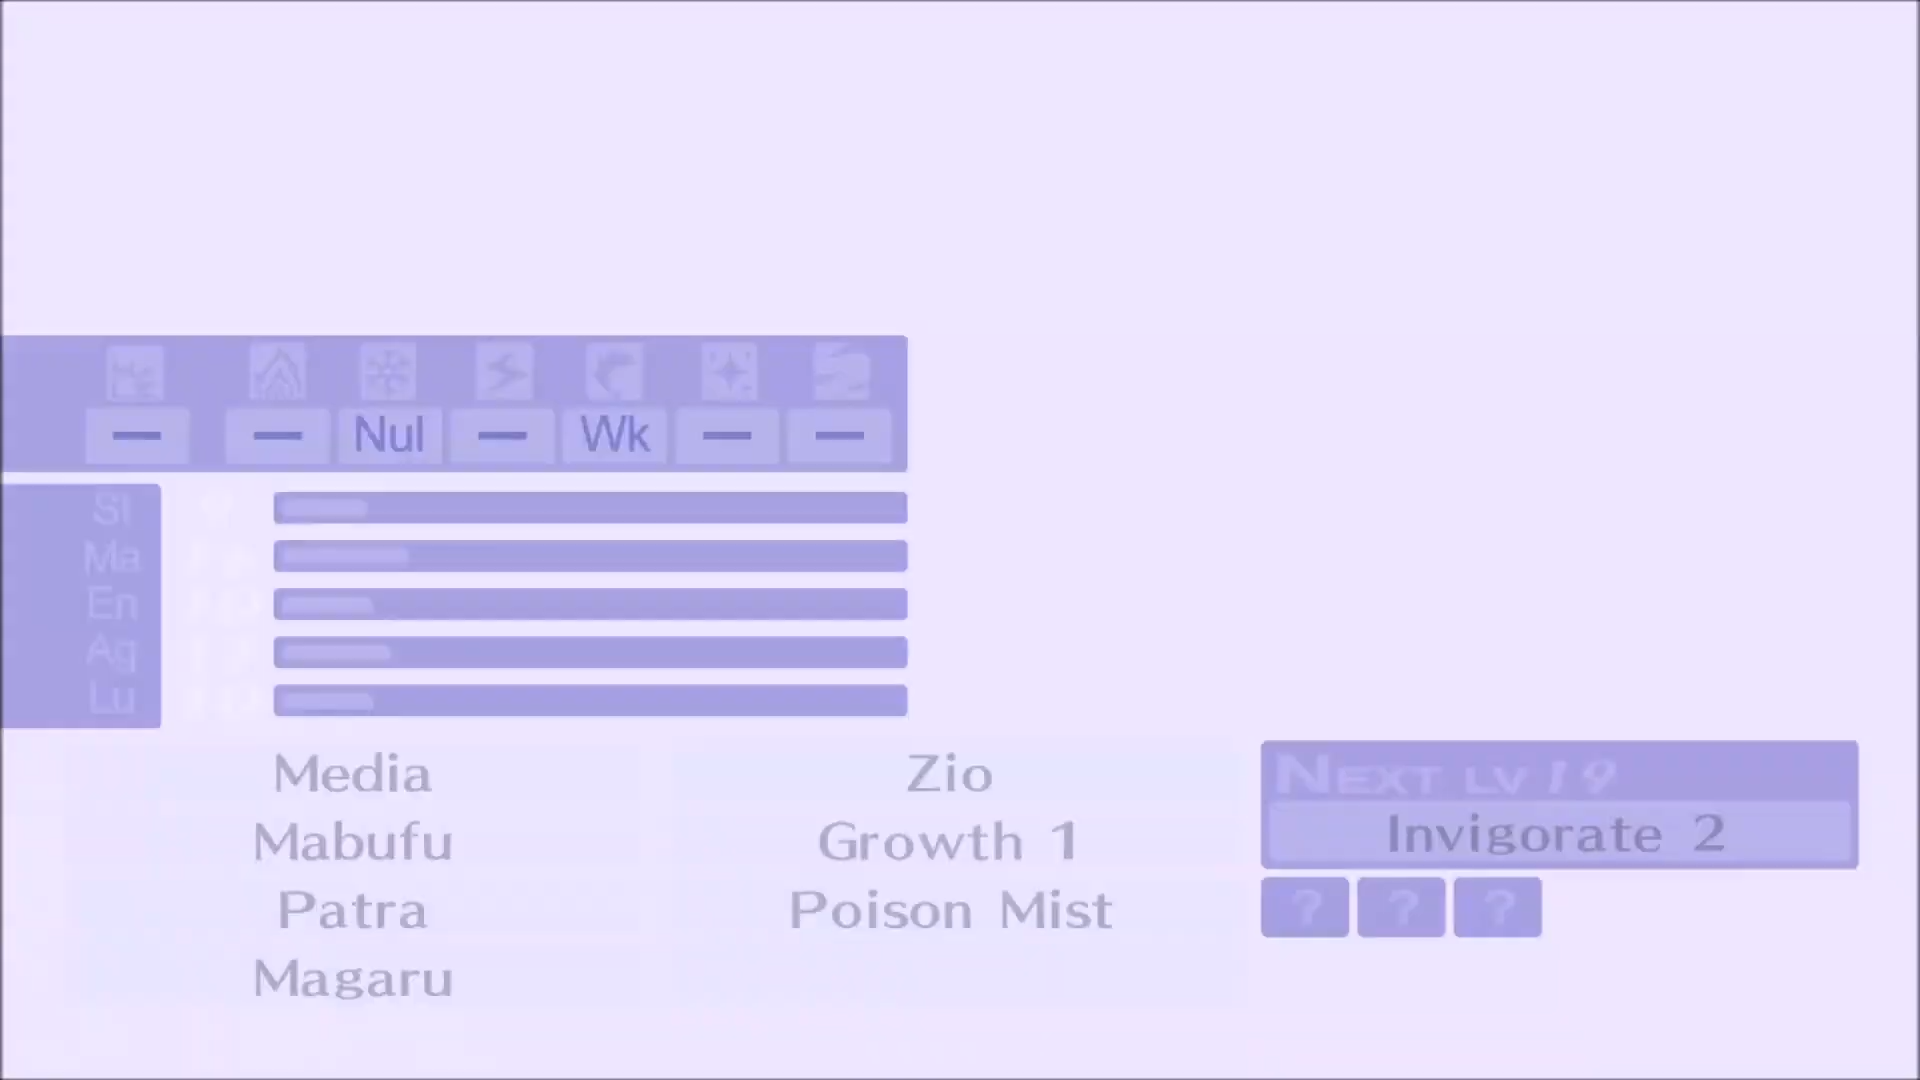 — — Nul — Wk — —
St
Ma
En
Ag
Lu
Media Zio
Mabufu Growth 1
Patra Poison Mist
Magaru
NEXT LV 19
Invigorate 2
? ? ?